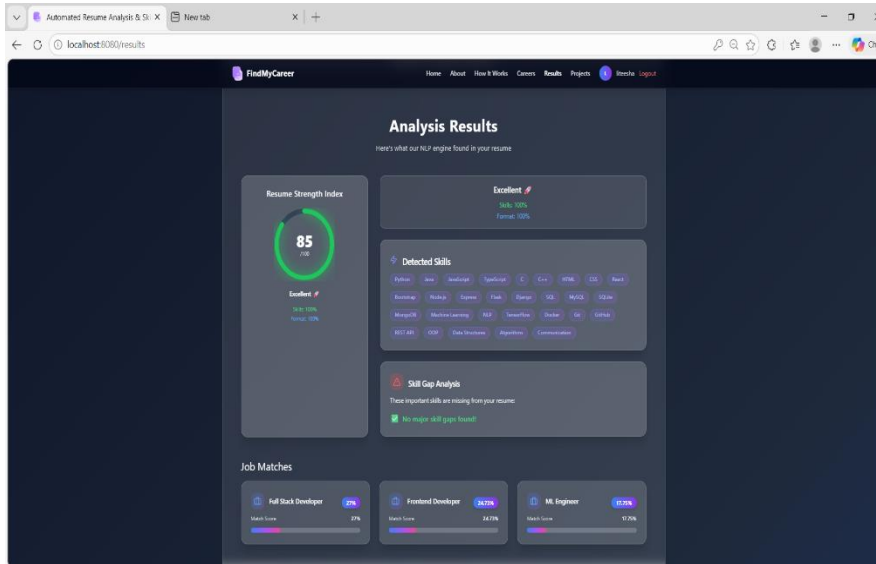 Automated Resume Analysis & Sk
New tab
localhost:8080/results
FindMyCareer
Home About How It Works Careers Results Projects Logout
Analysis Results
Here's what our NLP engine found in your resume
Resume Strength Index
85
/100
Excellent
Skills: 100%
Format: 100%
Excellent
Skills: 100%
Format: 100%
Detected Skills
Python Java JavaScript TypeScript C C++ HTML CSS React
Bootstrap Node.js Express Flask Django SQL MySQL SQLite
MongoDB Machine Learning NLP TensorFlow Docker Git GitHub
REST API OOP Data Structures Algorithms Communication
Skill Gap Analysis
These important skills are missing from your resume:
No major skill gaps found!
Job Matches
Full Stack Developer 27%
Match Score 27%
Frontend Developer 24.73%
Match Score 24.73%
ML Engineer 17.75%
Match Score 17.75%